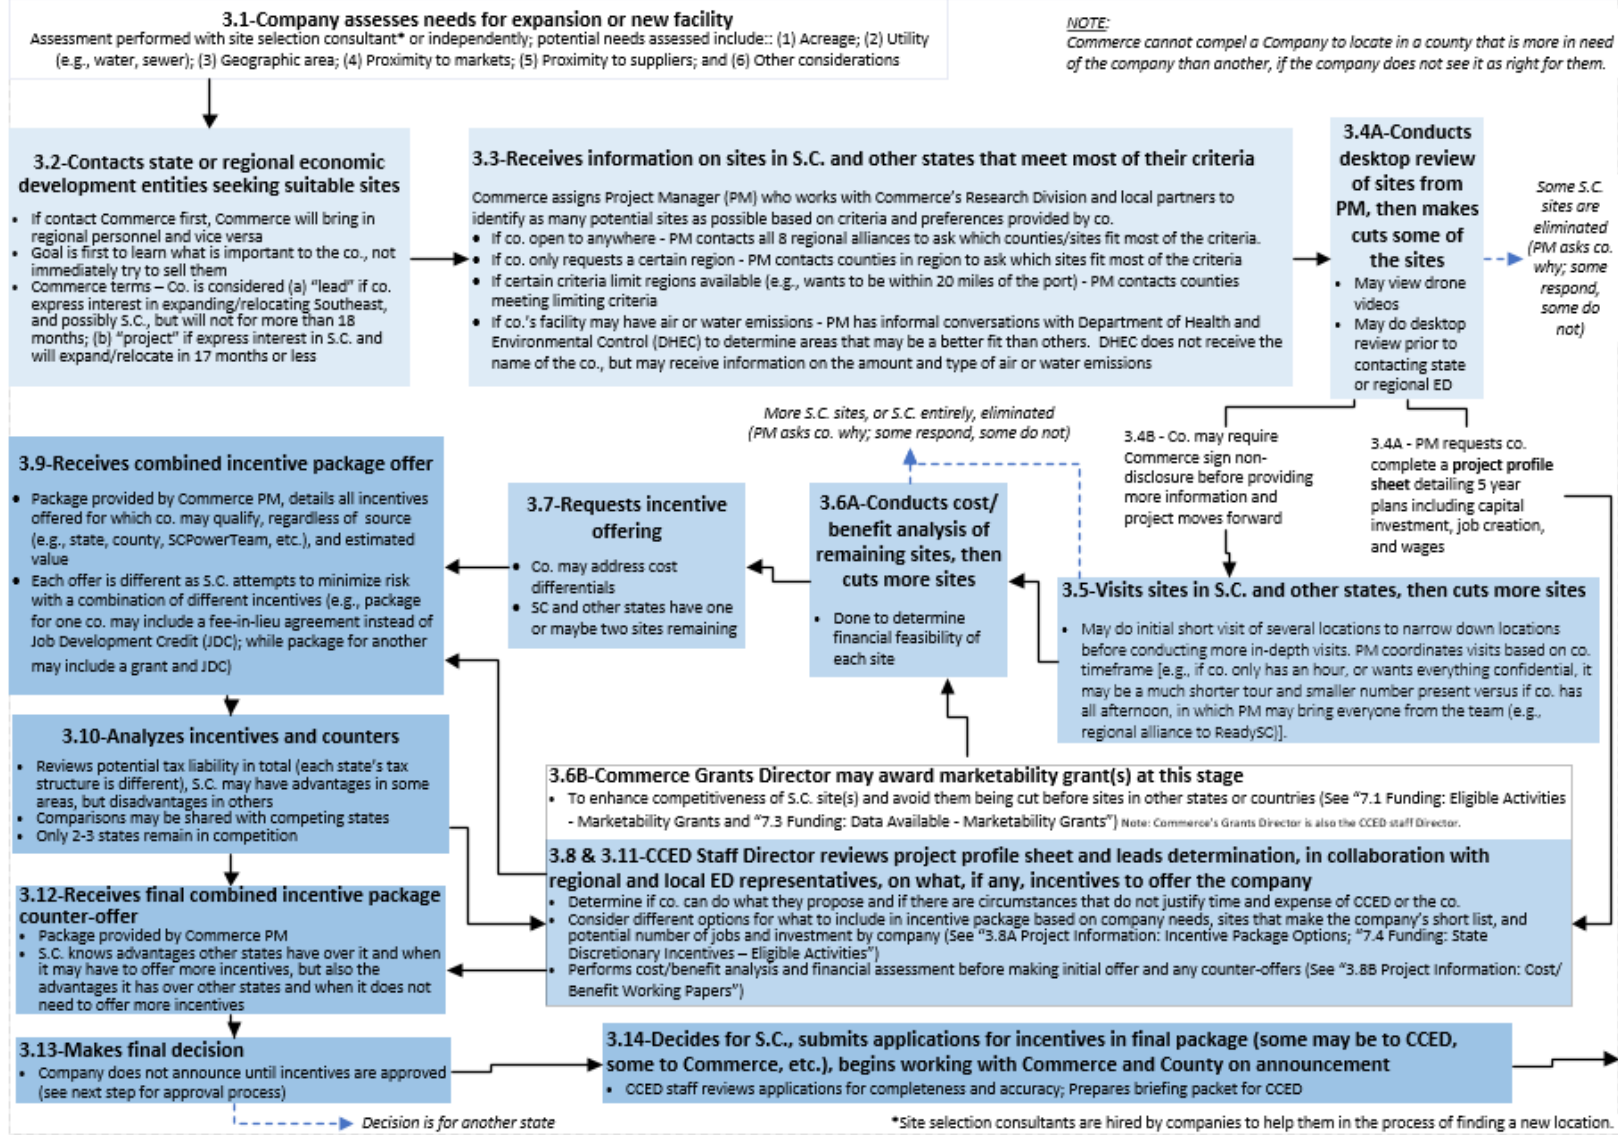 3.1-Company assesses needs for expansion or new facility
Assessment performed with site selection consultant* or independently; potential needs assessed include:: (1) Acreage; (2) Utility
(e.g., water, sewer); (3) Geographic area; (4) Proximity to markets; (5) Proximity to suppliers; and (6) Other considerations
NOTE:
Commerce cannot compel a Company to locate in a county that is more in need
of the company than another, if the company does not see it as right for them.
3.2-Contacts state or regional economic
development entities seeking suitable sites
• If contact Commerce first, Commerce will bring in
regional personnel and vice versa
• Goal is first to learn what is important to the co., not
immediately try to sell them
• Commerce terms – Co. is considered (a) “lead” if co.
express interest in expanding/relocating Southeast,
and possibly S.C., but will not for more than 18
months; (b) “project” if express interest in S.C. and
will expand/relocate in 17 months or less
3.3-Receives information on sites in S.C. and other states that meet most of their criteria
Commerce assigns Project Manager (PM) who works with Commerce’s Research Division and local partners to
identify as many potential sites as possible based on criteria and preferences provided by co.
• If co. open to anywhere - PM contacts all 8 regional alliances to ask which counties/sites fit most of the criteria.
• If co. only requests a certain region - PM contacts counties in region to ask which sites fit most of the criteria
• If certain criteria limit regions available (e.g., wants to be within 20 miles of the port) - PM contacts counties
meeting limiting criteria
• If co.’s facility may have air or water emissions - PM has informal conversations with Department of Health and
Environmental Control (DHEC) to determine areas that may be a better fit than others. DHEC does not receive the
name of the co., but may receive information on the amount and type of air or water emissions
3.4A-Conducts
desktop review
of sites from
PM, then makes
cuts some of
the sites
• May view drone
videos
• May do desktop
review prior to
contacting state
or regional ED
Some S.C.
sites are
eliminated
(PM asks co.
why; some
respond,
some do
not)
More S.C. sites, or S.C. entirely, eliminated
(PM asks co. why; some respond, some do not)
3.4B - Co. may require
Commerce sign non-
disclosure before providing
more information and
project moves forward
3.4A - PM requests co.
complete a project profile
sheet detailing 5 year
plans including capital
investment, job creation,
and wages
3.9-Receives combined incentive package offer
• Package provided by Commerce PM, details all incentives
offered for which co. may qualify, regardless of source
(e.g., state, county, SCPowerTeam, etc.), and estimated
value
• Each offer is different as S.C. attempts to minimize risk
with a combination of different incentives (e.g., package
for one co. may include a fee-in-lieu agreement instead of
Job Development Credit (JDC); while package for another
may include a grant and JDC)
3.7-Requests incentive
offering
• Co. may address cost
differentials
• SC and other states have one
or maybe two sites remaining
3.6A-Conducts cost/
benefit analysis of
remaining sites, then
cuts more sites
• Done to determine
financial feasibility of
each site
3.5-Visits sites in S.C. and other states, then cuts more sites
• May do initial short visit of several locations to narrow down locations
before conducting more in-depth visits. PM coordinates visits based on co.
timeframe [e.g., if co. only has an hour, or wants everything confidential, it
may be a much shorter tour and smaller number present versus if co. has
all afternoon, in which PM may bring everyone from the team (e.g.,
regional alliance to ReadySC)].
3.10-Analyzes incentives and counters
• Reviews potential tax liability in total (each state’s tax
structure is different), S.C. may have advantages in some
areas, but disadvantages in others
• Comparisons may be shared with competing states
• Only 2-3 states remain in competition
3.6B-Commerce Grants Director may award marketability grant(s) at this stage
• To enhance competitiveness of S.C. site(s) and avoid them being cut before sites in other states or countries (See “7.1 Funding: Eligible Activities
- Marketability Grants and “7.3 Funding: Data Available - Marketability Grants”) Note: Commerce’s Grants Director is also the CCED staff Director.
3.8 & 3.11-CCED Staff Director reviews project profile sheet and leads determination, in collaboration with
regional and local ED representatives, on what, if any, incentives to offer the company
• Determine if co. can do what they propose and if there are circumstances that do not justify time and expense of CCED or the co.
• Consider different options for what to include in incentive package based on company needs, sites that make the company’s short list, and
potential number of jobs and investment by company (See “3.8A Project Information: Incentive Package Options; “7.4 Funding: State
Discretionary Incentives – Eligible Activities”)
• Performs cost/benefit analysis and financial assessment before making initial offer and any counter-offers (See “3.8B Project Information: Cost/
Benefit Working Papers”)
3.12-Receives final combined incentive package
counter-offer
• Package provided by Commerce PM
• S.C. knows advantages other states have over it and when
it may have to offer more incentives, but also the
advantages it has over other states and when it does not
need to offer more incentives
3.13-Makes final decision
• Company does not announce until incentives are approved
(see next step for approval process)
3.14-Decides for S.C., submits applications for incentives in final package (some may be to CCED,
some to Commerce, etc.), begins working with Commerce and County on announcement
• CCED staff reviews applications for completeness and accuracy; Prepares briefing packet for CCED
Decision is for another state
*Site selection consultants are hired by companies to help them in the process of finding a new location.